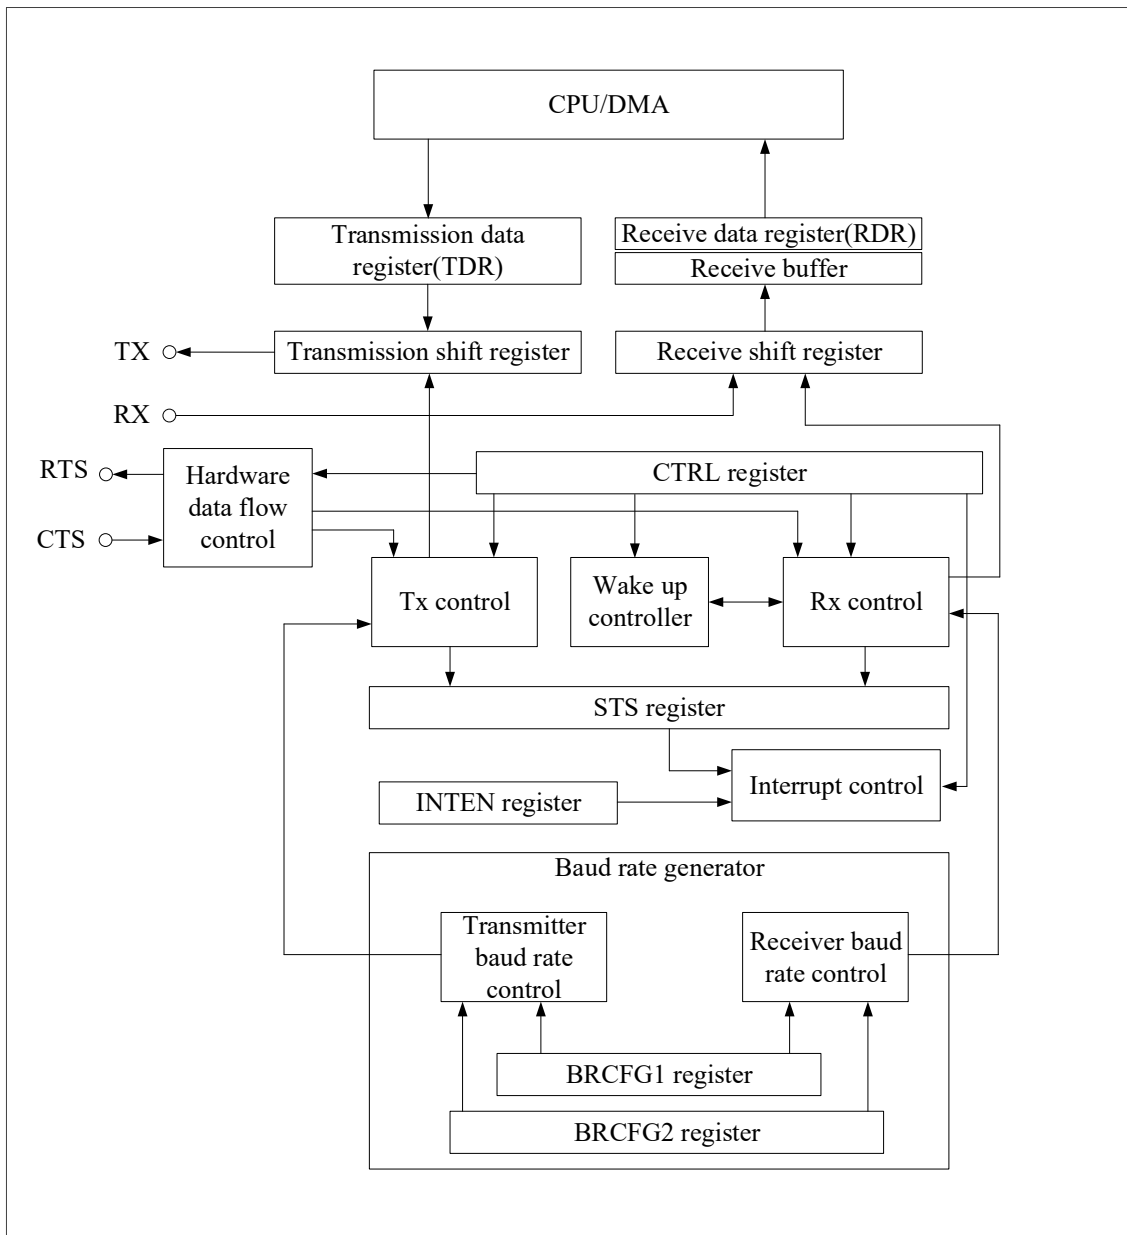 CPU/DMA
Transmission data
register(TDR)
Receive data register(RDR)
Receive buffer
TX
Transmission shift register
Receive shift register
RX
RTS
Hardware
data flow
control
CTRL register
CTS
Tx control
Wake up
controller
Rx control
STS register
Interrupt control
INTEN register
Baud rate generator
Transmitter
baud rate
control
Receiver baud
rate control
BRCFG1 register
BRCFG2 register